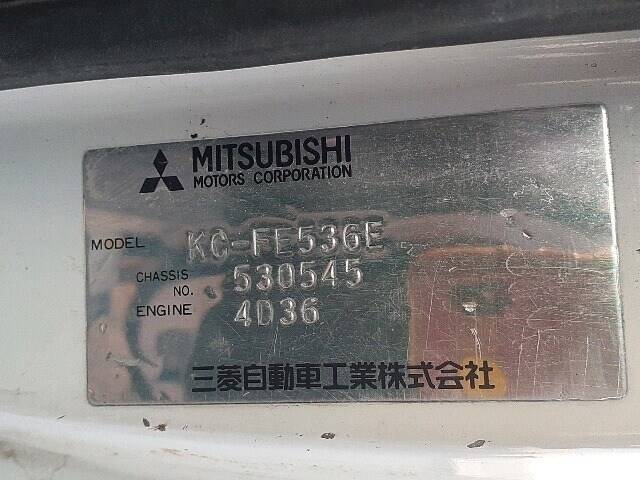 MITSUBISHI
MOTORS CORPORATION
MODEL KC-FE536E
CHASSIS NO. 530545
ENGINE 4D36
三菱自動車工業株式会社